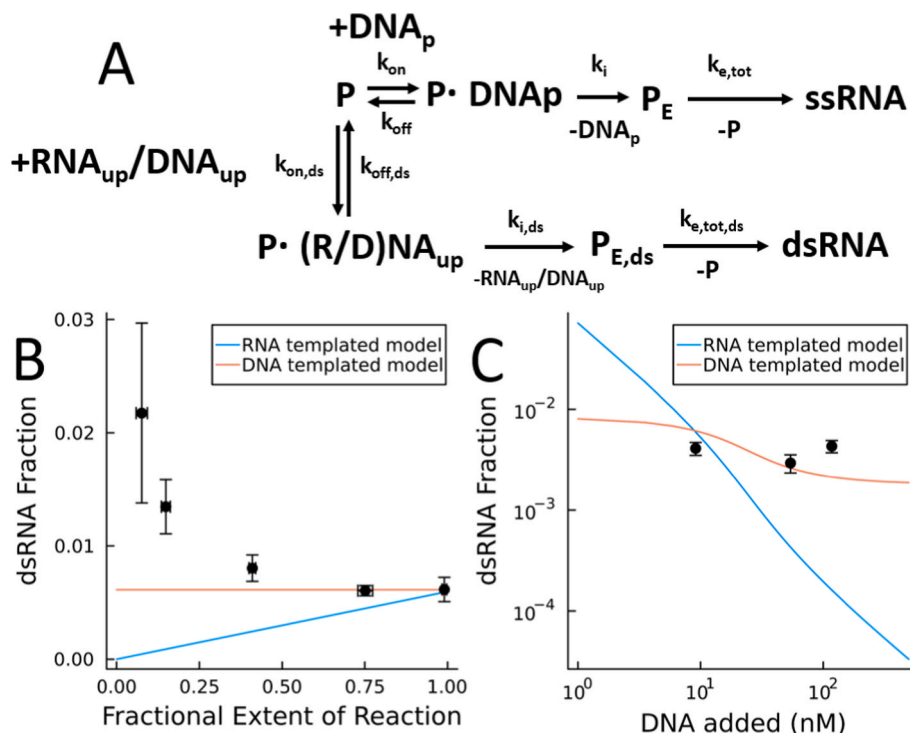 A
+DNAp
P
kon
koff
P· DNAp
ki
-DNAp
PE
ke,tot
-P
ssRNA
+RNAup/DNAup
kon,ds
koff,ds
P· (R/D)NAup
ki,ds
-RNAup/DNAup
PE,ds
ke,tot,ds
-P
dsRNA
B
RNA templated model
DNA templated model
dsRNA Fraction
0.03
0.02
0.01
0.00
0.00 0.25 0.50 0.75 1.00
Fractional Extent of Reaction
C
RNA templated model
DNA templated model
dsRNA Fraction
10⁻²
10⁻³
10⁻⁴
10⁰ 10¹ 10²
DNA added (nM)